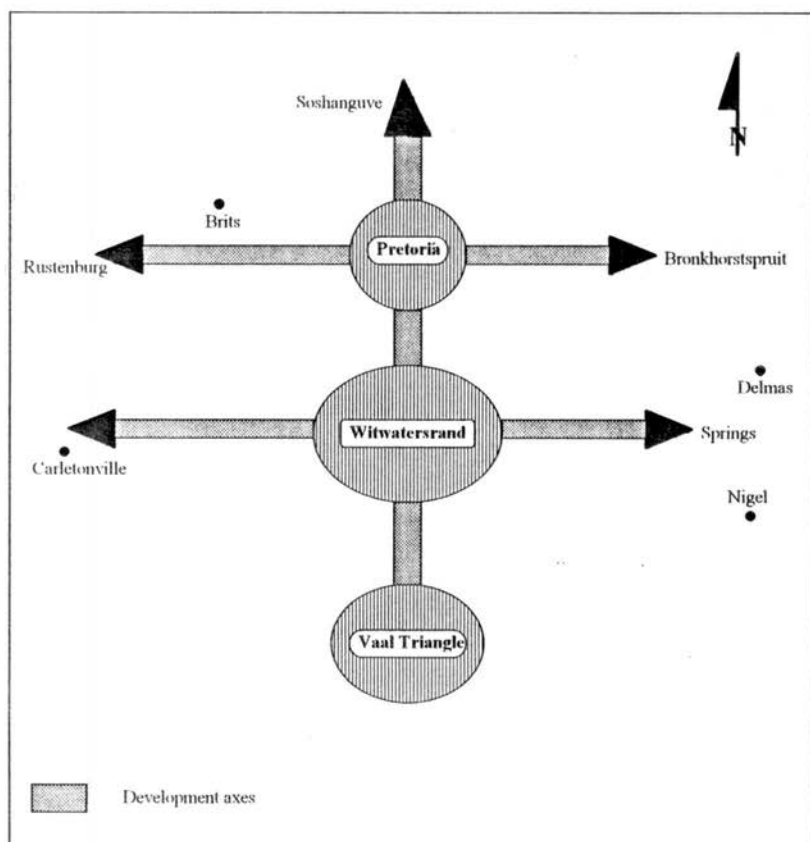 Soshanguve
N
Brits
Pretoria
Rustenburg
Bronkhorstspruit
Delmas
Witwatersrand
Springs
Carletonville
Nigel
Vaal Triangle
Development axes